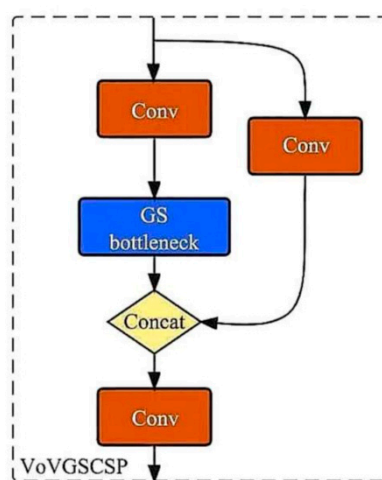 Conv
Conv
GS
bottleneck
Concat
Conv
VoVGSCSP